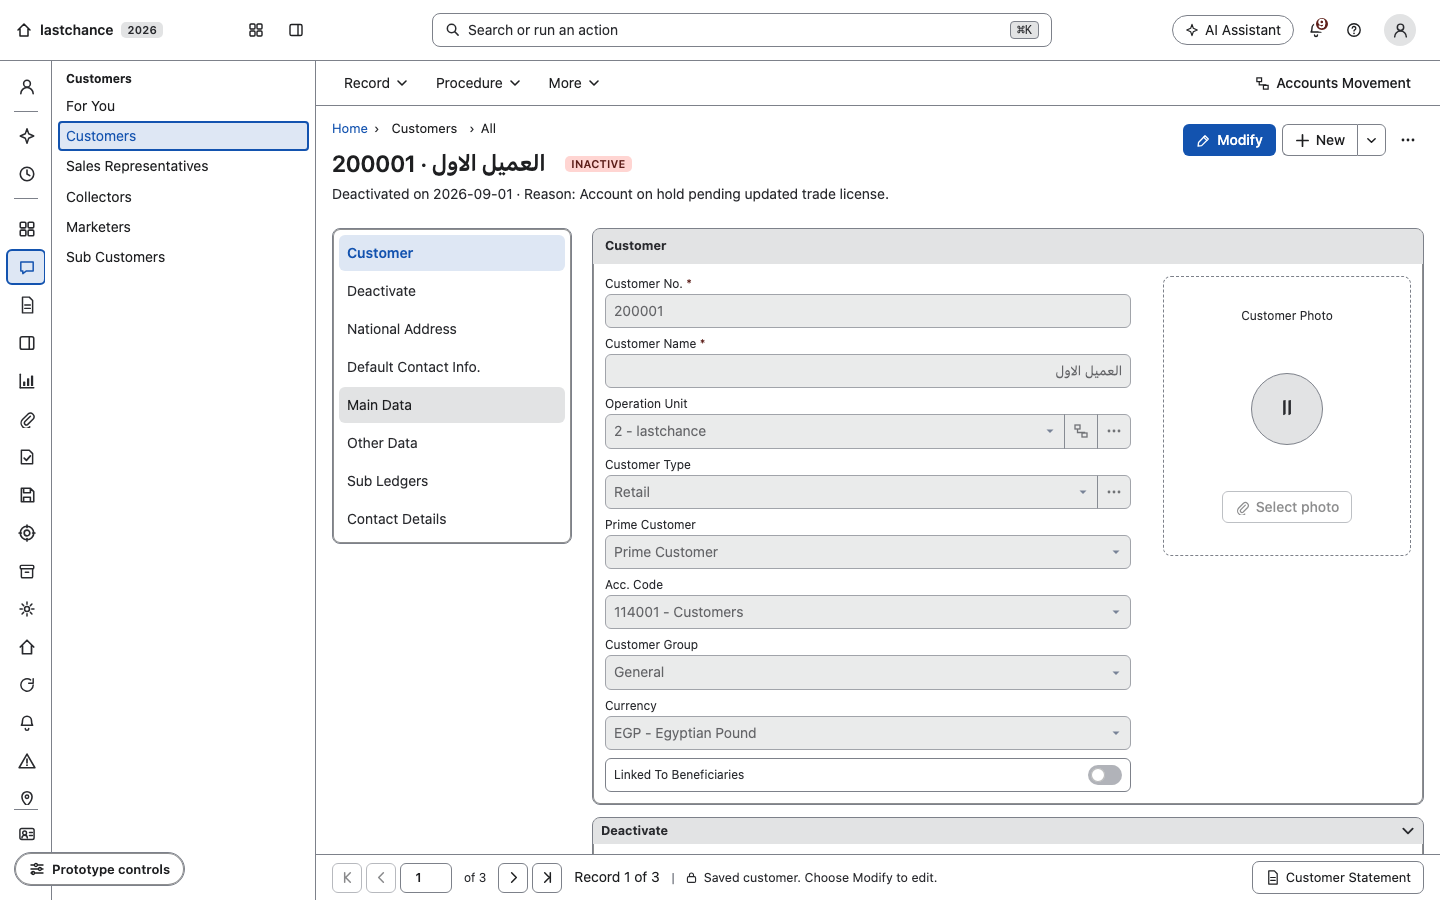 lastchance 2026
Search or run an action
⌘K
AI Assistant
9
Customers
For You
Customers
Sales Representatives
Collectors
Marketers
Sub Customers
Prototype controls
Record
Procedure
More
Accounts Movement
Home › Customers › All
200001 · العميل الاول
INACTIVE
Modify
New
Deactivated on 2026-09-01 · Reason: Account on hold pending updated trade license.
Customer
Deactivate
National Address
Default Contact Info.
Main Data
Other Data
Sub Ledgers
Contact Details
Customer
Customer No. *
200001
Customer Name *
العميل الاول
Operation Unit
2 - lastchance
Customer Type
Retail
Prime Customer
Prime Customer
Acc. Code
114001 - Customers
Customer Group
General
Currency
EGP - Egyptian Pound
Linked To Beneficiaries
Customer Photo
اا
Select photo
Deactivate
1
of 3
Record 1 of 3 | Saved customer. Choose Modify to edit.
Customer Statement